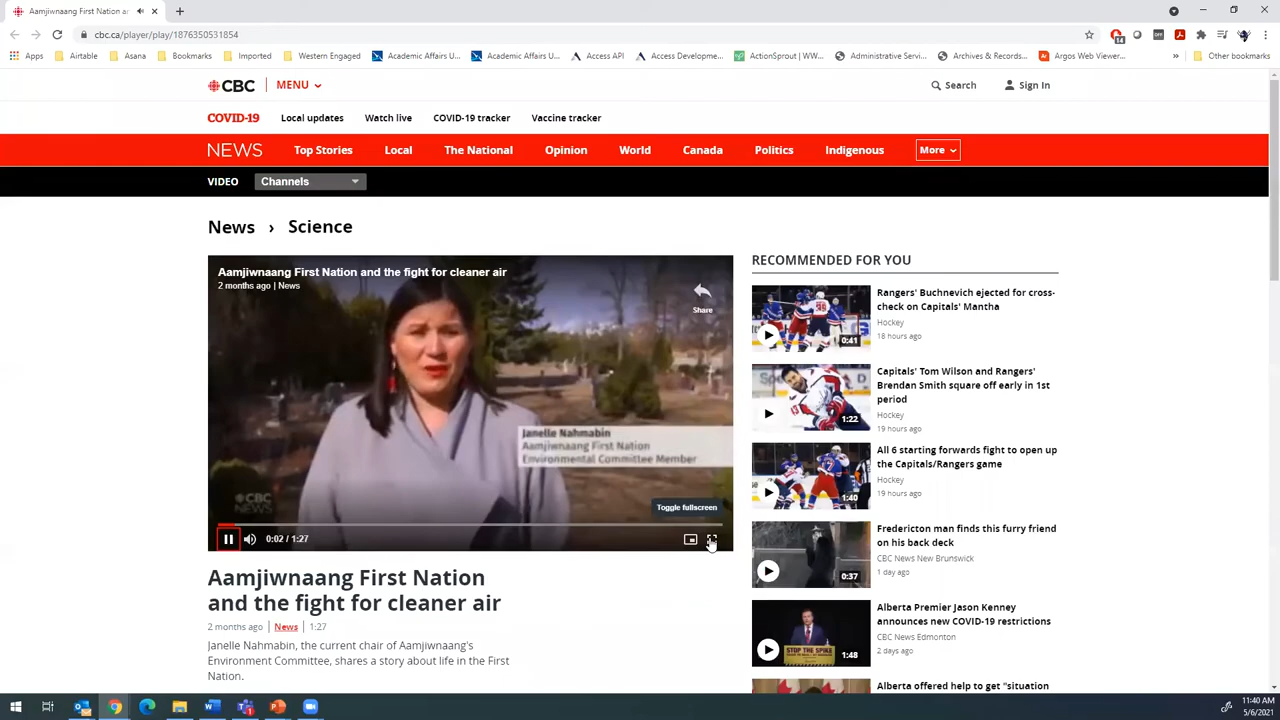 Aamjiwnaang First Nation an
cbc.ca/player/play/1876350531854
14
OFF
Apps
Airtable
Asana
Bookmarks
Imported
Western Engaged
Academic Affairs U...
Academic Affairs U...
Access API
Access Developme...
ActionSprout | WW...
Administrative Servi...
Archives & Records...
Argos Web Viewer...
»
Other bookmarks
CBC
MENU
Search
Sign In
COVID-19
Local updates
Watch live
COVID-19 tracker
Vaccine tracker
NEWS
Top Stories
Local
The National
Opinion
World
Canada
Politics
Indigenous
More
VIDEO
Channels
News › Science
Aamjiwnaang First Nation and the fight for cleaner air
2 months ago | News
Share
Janelle Nahmabin
Aamjiwnaang First Nation
Environmental Committee Member
CBC
NEWS
Toggle fullscreen
0:02 / 1:27
Aamjiwnaang First Nation
and the fight for cleaner air
2 months ago | News | 1:27
Janelle Nahmabin, the current chair of Aamjiwnaang's
Environment Committee, shares a story about life in the First
Nation.
RECOMMENDED FOR YOU
0:41
Rangers' Buchnevich ejected for cross-
check on Capitals' Mantha
Hockey
18 hours ago
1:22
Capitals' Tom Wilson and Rangers'
Brendan Smith square off early in 1st
period
Hockey
19 hours ago
1:40
All 6 starting forwards fight to open up
the Capitals/Rangers game
Hockey
19 hours ago
0:37
Fredericton man finds this furry friend
on his back deck
CBC News New Brunswick
1 day ago
STOP THE SPIKE
1:48
Alberta Premier Jason Kenney
announces new COVID-19 restrictions
CBC News Edmonton
2 days ago
Alberta offered help to get "situation
11:40 AM
5/6/2021